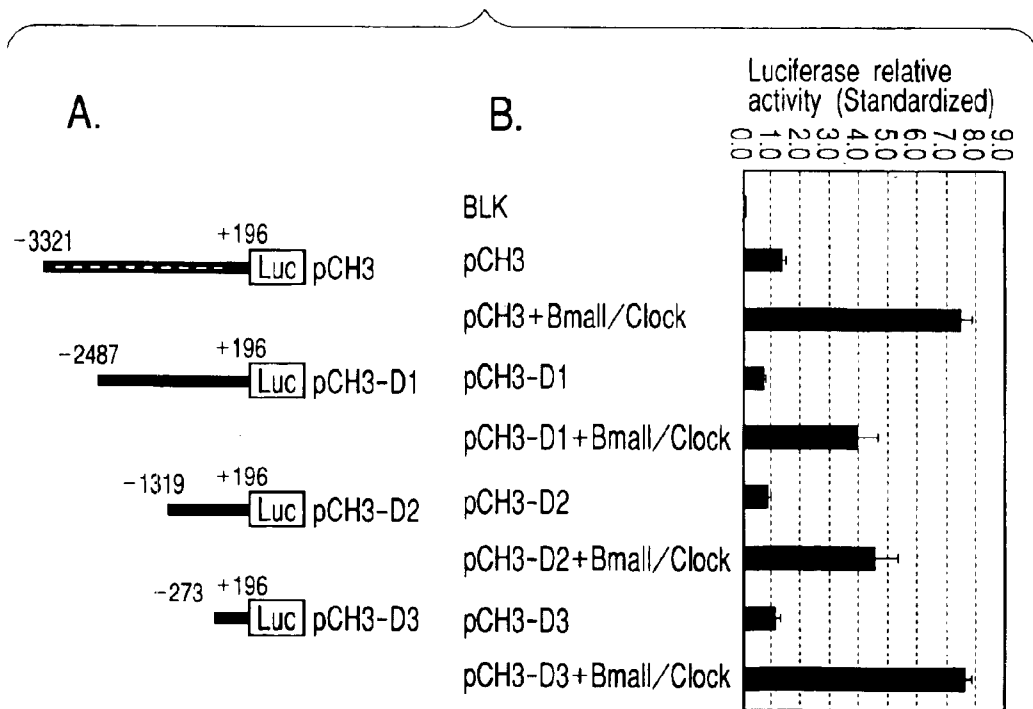 A.
-3321
+196
Luc
pCH3
-2487
+196
Luc
pCH3-D1
-1319
+196
Luc
pCH3-D2
-273
+196
Luc
pCH3-D3
B.
Luciferase relative
activity (Standardized)
0.0
1.0
2.0
3.0
4.0
5.0
6.0
7.0
8.0
9.0
BLK
pCH3
pCH3+Bmall/Clock
pCH3-D1
pCH3-D1+Bmall/Clock
pCH3-D2
pCH3-D2+Bmall/Clock
pCH3-D3
pCH3-D3+Bmall/Clock